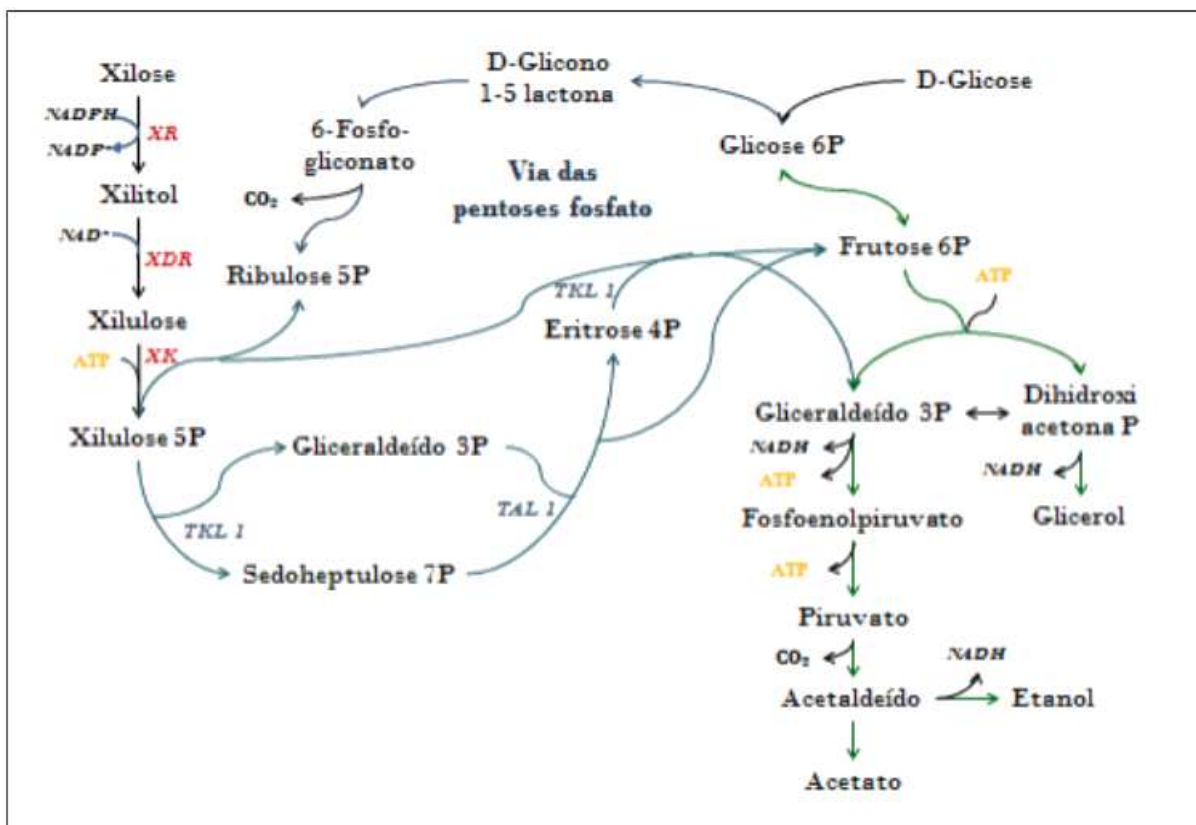 Xilose
NADPH
XR
NADP+
Xilitol
NAD+
XDR
Xilulose
ATP
XK
Xilulose 5P
D-Glicono
1-5 lactona
D-Glicose
6-Fosfo-
gliconato
Glicose 6P
CO₂
Via das
pentoses fosfato
Ribulose 5P
Frutose 6P
TKL 1
ATP
Eritrose 4P
Gliceraldeído 3P
Dihidroxi
acetona P
Gliceraldeído 3P
NADH
ATP
NADH
TKL 1
TAL 1
Fosfoenolpiruvato
Glicerol
Sedoheptulose 7P
ATP
Piruvato
CO₂
NADH
Acetaldeído
Etanol
Acetato